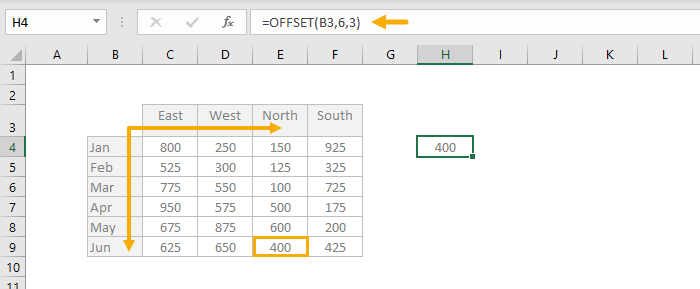 H4 fx =OFFSET(B3,6,3)
A B C D E F G H I J K L
1
2
3 East West North South
4 Jan 800 250 150 925 400
5 Feb 525 300 125 325
6 Mar 775 550 100 725
7 Apr 950 575 500 175
8 May 675 875 600 200
9 Jun 625 650 400 425
10
11